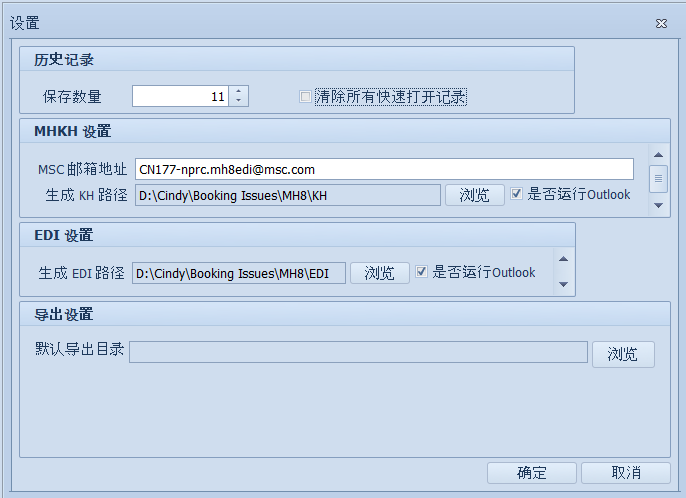 设置
历史记录
保存数量 11 清除所有快速打开记录
MHKH 设置
MSC 邮箱地址 CN177-nprc.mh8edi@msc.com
生成 KH 路径 D:\Cindy\Booking Issues\MH8\KH 浏览 是否运行Outlook
EDI 设置
生成 EDI 路径 D:\Cindy\Booking Issues\MH8\EDI 浏览 是否运行Outlook
导出设置
默认导出目录 浏览
确定 取消